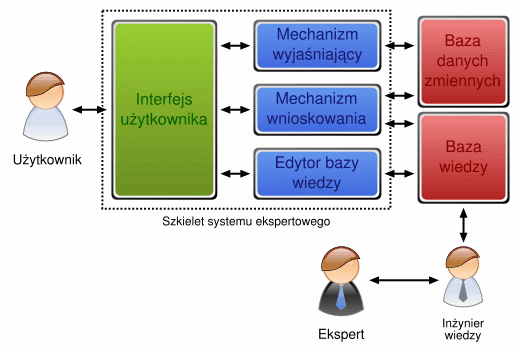 Mechanizm
wyjaśniający
Baza
danych
zmiennych
Interfejs
użytkownika
Mechanizm
wnioskowania
Baza
wiedzy
Edytor bazy
wiedzy
Użytkownik
Szkielet systemu ekspertowego
Ekspert
Inżynier
wiedzy